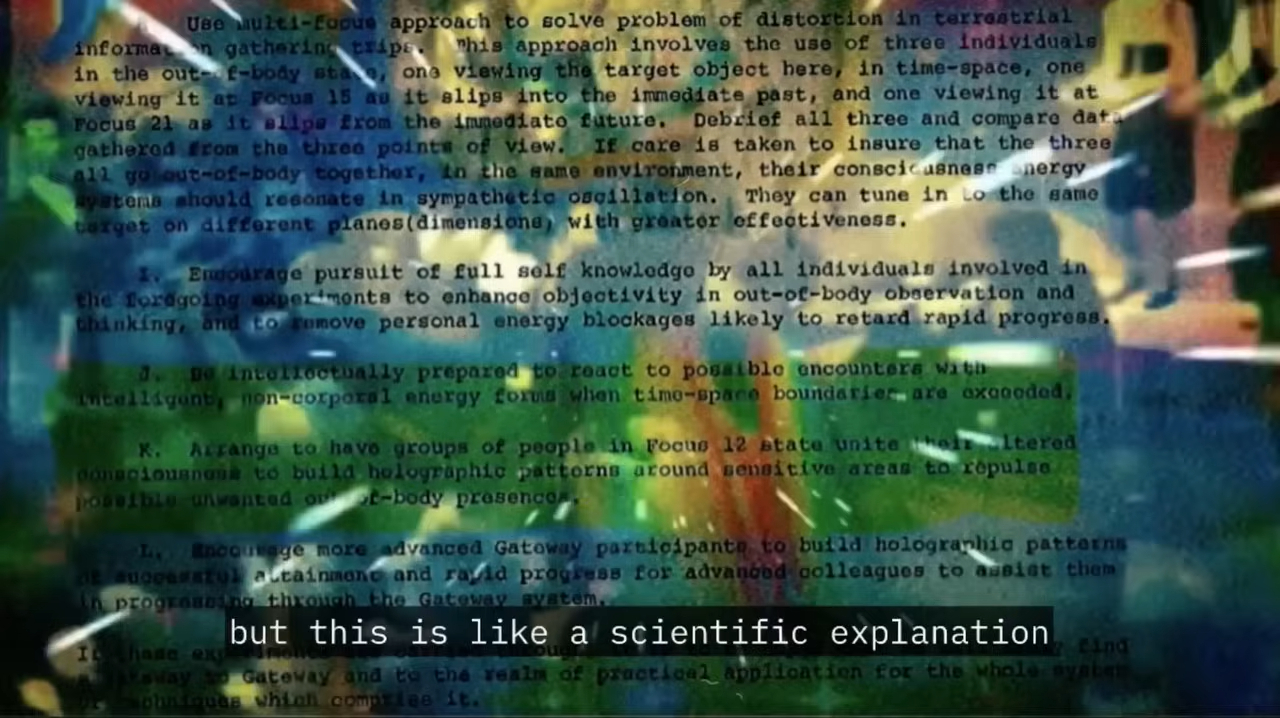 Use multi-focus approach to solve problem of distortion in terrestrial
information gathering trips. This approach involves the use of three individuals
in the out-of-body state, one viewing the target object here, in time-space, one
viewing it at Focus 15 as it slips into the immediate past, and one viewing it at
Focus 21 as it slips from the immediate future. Debrief all three and compare data
gathered from the three points of view. If care is taken to insure that the three
all go out-of-body together, in the same environment, their consciousness energy
systems should resonate in sympathetic oscillation. They can tune in to the same
target on different planes(dimensions) with greater effectiveness.
I. Encourage pursuit of full self knowledge by all individuals involved in
the foregoing experiments to enhance objectivity in out-of-body observation and
thinking, and to remove personal energy blockages likely to retard rapid progress.
J. Be intellectually prepared to react to possible encounters with
intelligent, non-corporal energy forms when time-space boundaries are exceeded.
K. Arrange to have groups of people in Focus 12 state unite their altered
consciousness to build holographic patterns around sensitive areas to repulse
possible unwanted out-of-body presences.
L. Encourage more advanced Gateway participants to build holographic patterns
of successful attainment and rapid progress for advanced colleagues to assist them
in progressing through the Gateway system.
but this is like a scientific explanation
If these find
Gateway and to the realm of practical application for the whole system
of techniques which comprise it.